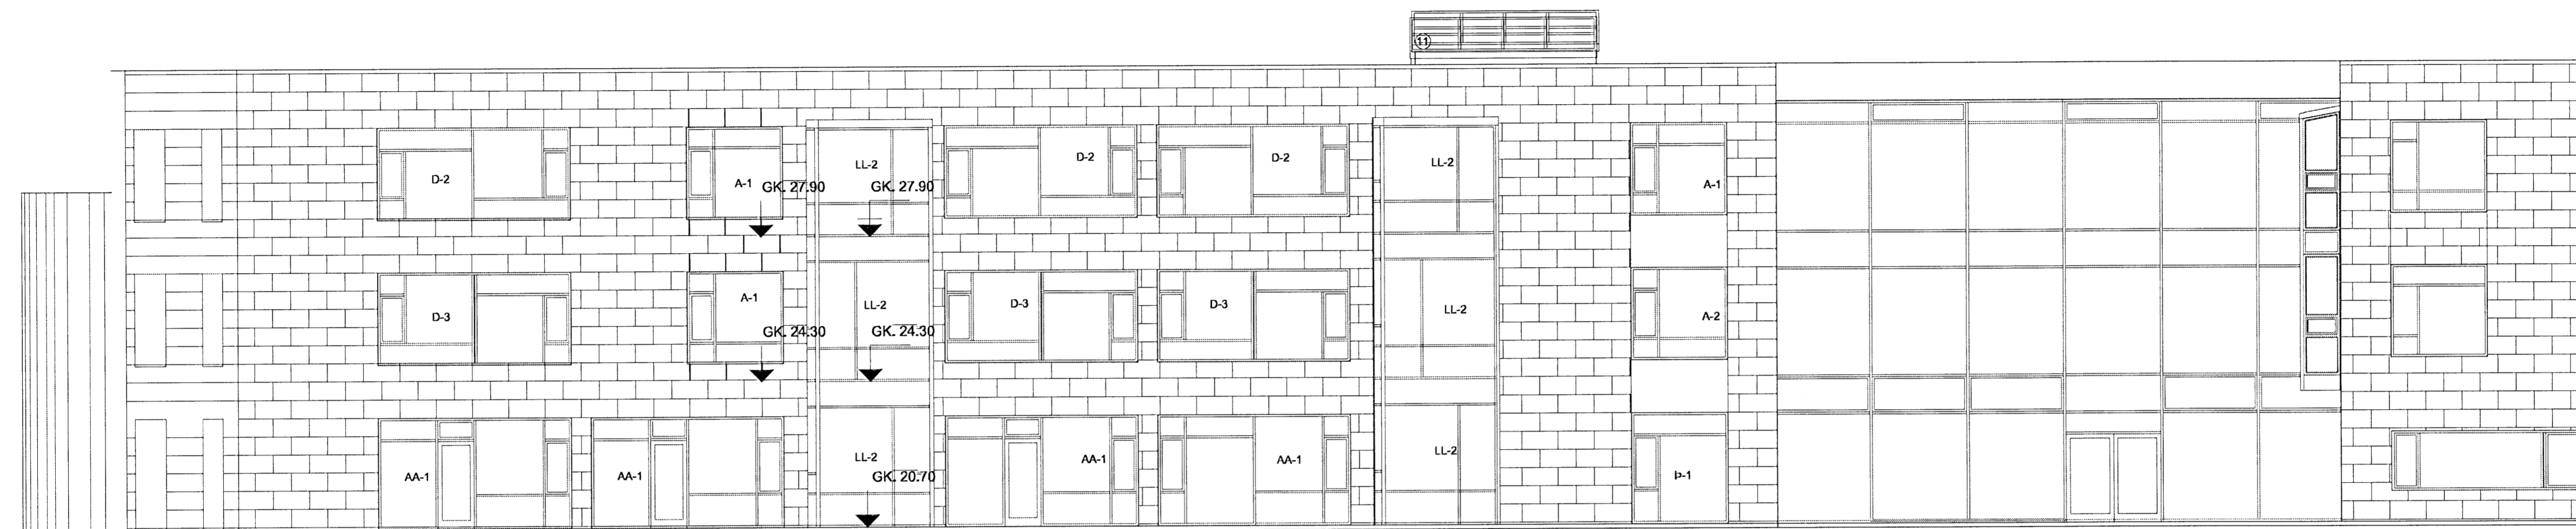 11
LL-2
D-2
D-2
LL-2
D-2
A-1
GK. 27.90
GK. 27.90
A-1
A-1
D-3
D-3
LL-2
LL-2
D-3
A-2
GK. 24.30
GK. 24.30
LL-2
AA-1
AA-1
LL-2
AA-1
AA-1
GK. 20.70
Þ-1